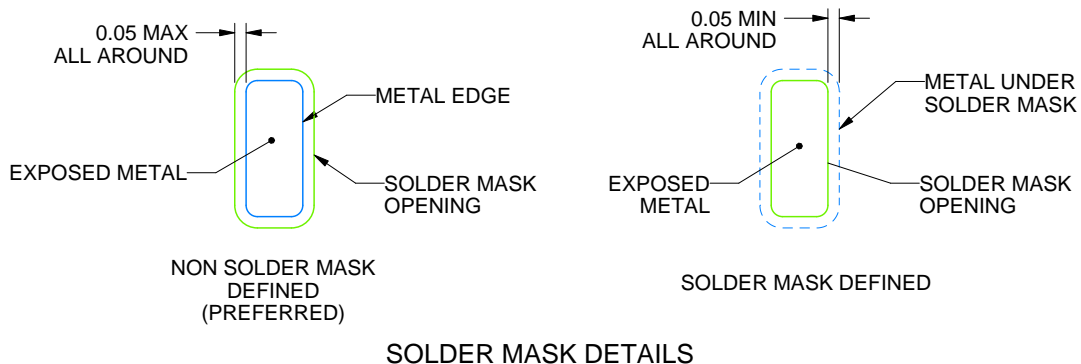 0.05 MAX
ALL AROUND
METAL EDGE
EXPOSED METAL
SOLDER MASK
OPENING
NON SOLDER MASK
DEFINED
(PREFERRED)
0.05 MIN
ALL AROUND
METAL UNDER
SOLDER MASK
EXPOSED
METAL
SOLDER MASK
OPENING
SOLDER MASK DEFINED
SOLDER MASK DETAILS